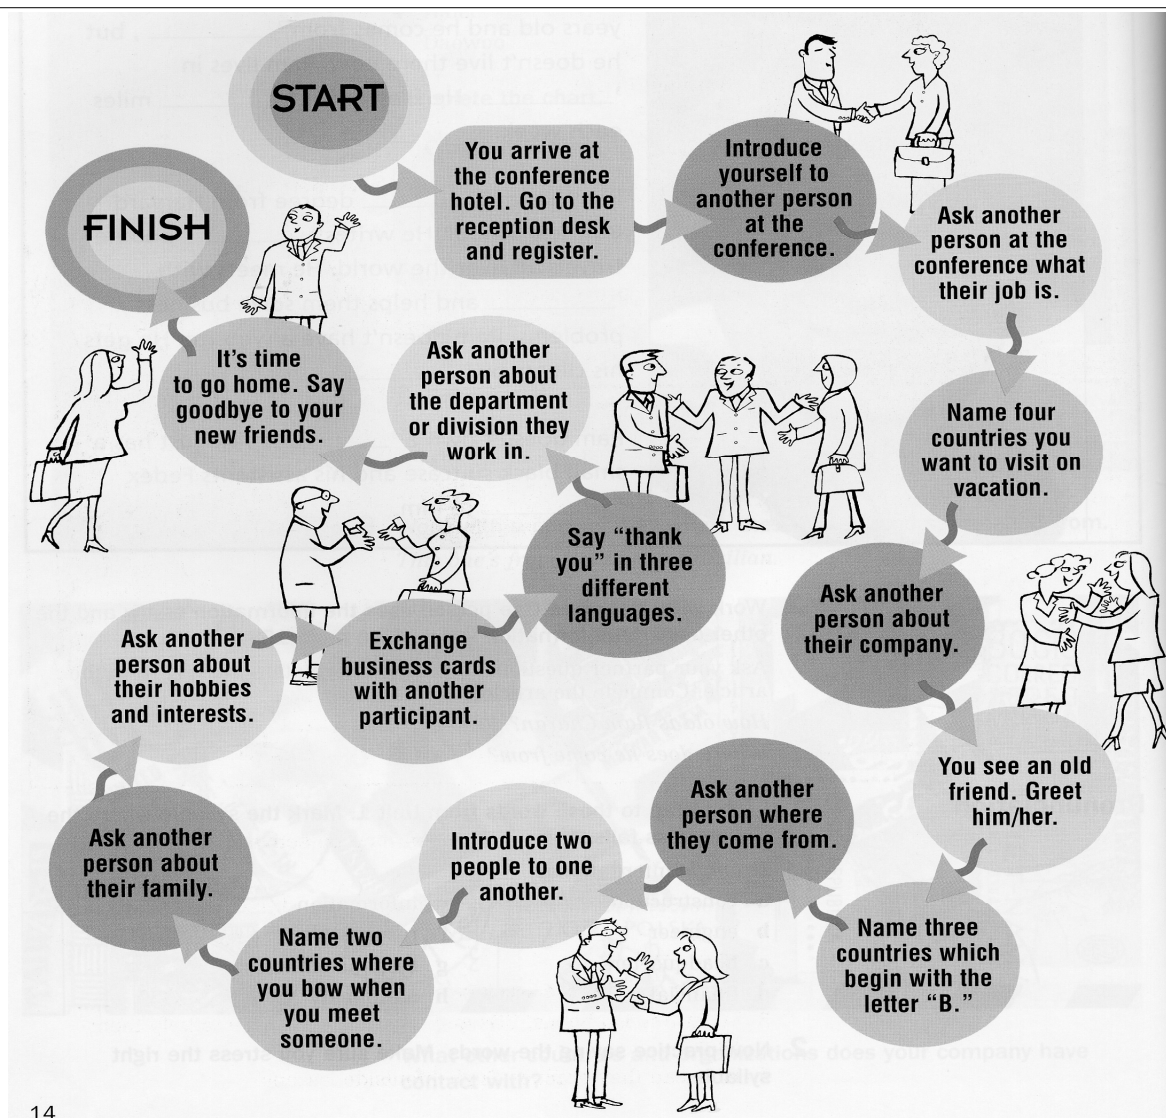 START
You arrive at
the conference
hotel. Go to the
reception desk
and register.
Introduce
yourself to
another person
at the
conference.
Ask another
person at the
conference what
their job is.
Name four
countries you
want to visit on
vacation.
Ask another
person about
their company.
You see an old
friend. Greet
him/her.
Name three
countries which
begin with the
letter “B.”
Ask another
person where
they come from.
Introduce two
people to one
another.
Name two
countries where
you bow when
you meet
someone.
Ask another
person about
their family.
Ask another
person about
their hobbies
and interests.
Exchange
business cards
with another
participant.
Say “thank
you” in three
different
languages.
Ask another
person about
the department
or division they
work in.
It’s time
to go home. Say
goodbye to your
new friends.
FINISH
14